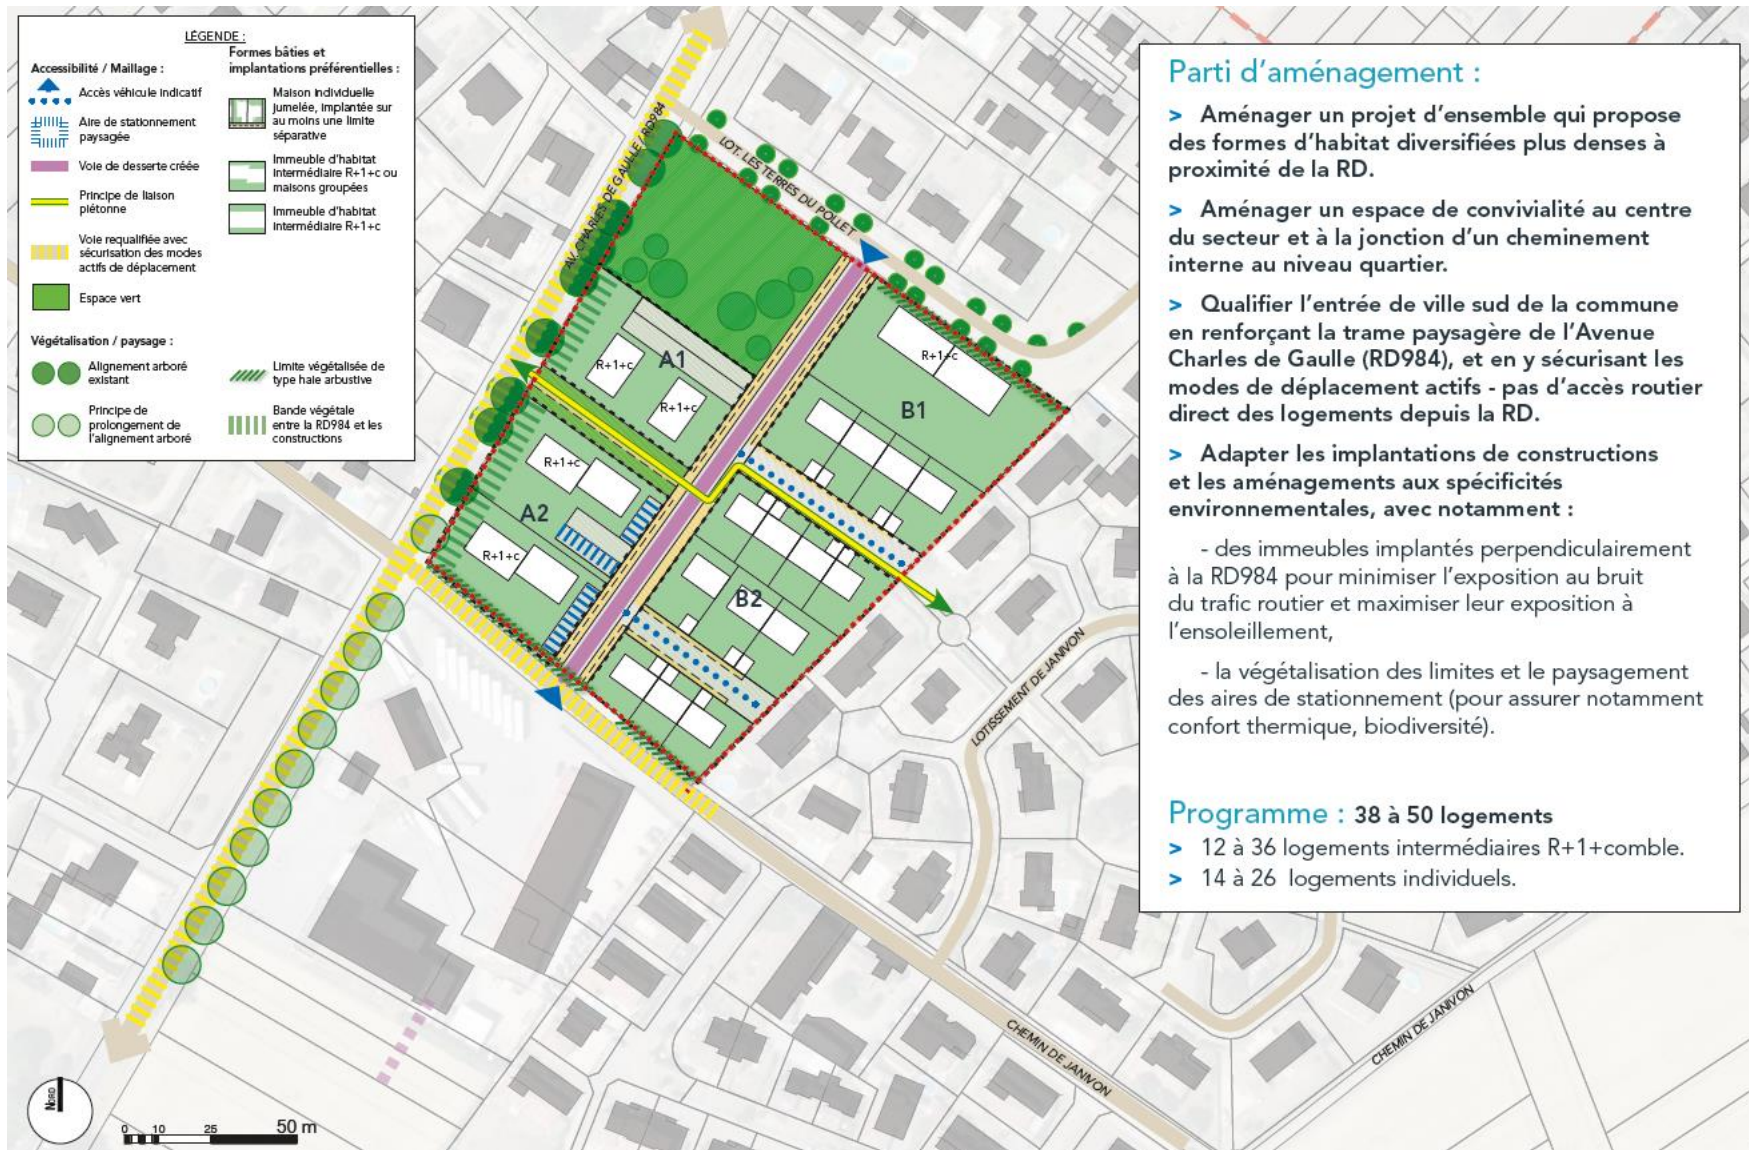 LÉGENDE :
Accessibilité / Maillage :
Accès véhicule indicatif
Aire de stationnement
paysagée
Voie de desserte créée
Principe de liaison
piétonne
Voie requalifiée avec
sécurisation des modes
actifs de déplacement
Espace vert
Végétalisation / paysage :
Alignement arboré
existant
Principe de
prolongement de
l'alignement arboré
Formes bâties et
implantations préférentielles :
Maison individuelle
jumelée, implantée sur
au moins une limite
séparative
Immeuble d'habitat
intermédiaire R+1+c ou
maisons groupées
Immeuble d'habitat
intermédiaire R+1+c
Limite végétalisée de
type haie arbustive
Bande végétale
entre la RD984 et les
constructions
AV. CHARLES DE GAULLE / RD984
LOT. LES TERRES DU POLLET
A1
R+1+c
R+1+c
R+1+c
B1
R+1+c
A2
R+1+c
B2
LOTISSEMENT DE JANIVON
CHEMIN DE JANIVON
CHEMIN DE JANIVON
NORD
0 10 25 50 m
Parti d'aménagement :
> Aménager un projet d'ensemble qui propose
des formes d'habitat diversifiées plus denses à
proximité de la RD.
> Aménager un espace de convivialité au centre
du secteur et à la jonction d'un cheminement
interne au niveau quartier.
> Qualifier l'entrée de ville sud de la commune
en renforçant la trame paysagère de l'Avenue
Charles de Gaulle (RD984), et en y sécurisant les
modes de déplacement actifs - pas d'accès routier
direct des logements depuis la RD.
> Adapter les implantations de constructions
et les aménagements aux spécificités
environnementales, avec notamment :
- des immeubles implantés perpendiculairement
à la RD984 pour minimiser l'exposition au bruit
du trafic routier et maximiser leur exposition à
l'ensoleillement,
- la végétalisation des limites et le paysagement
des aires de stationnement (pour assurer notamment
confort thermique, biodiversité).
Programme : 38 à 50 logements
> 12 à 36 logements intermédiaires R+1+comble.
> 14 à 26 logements individuels.